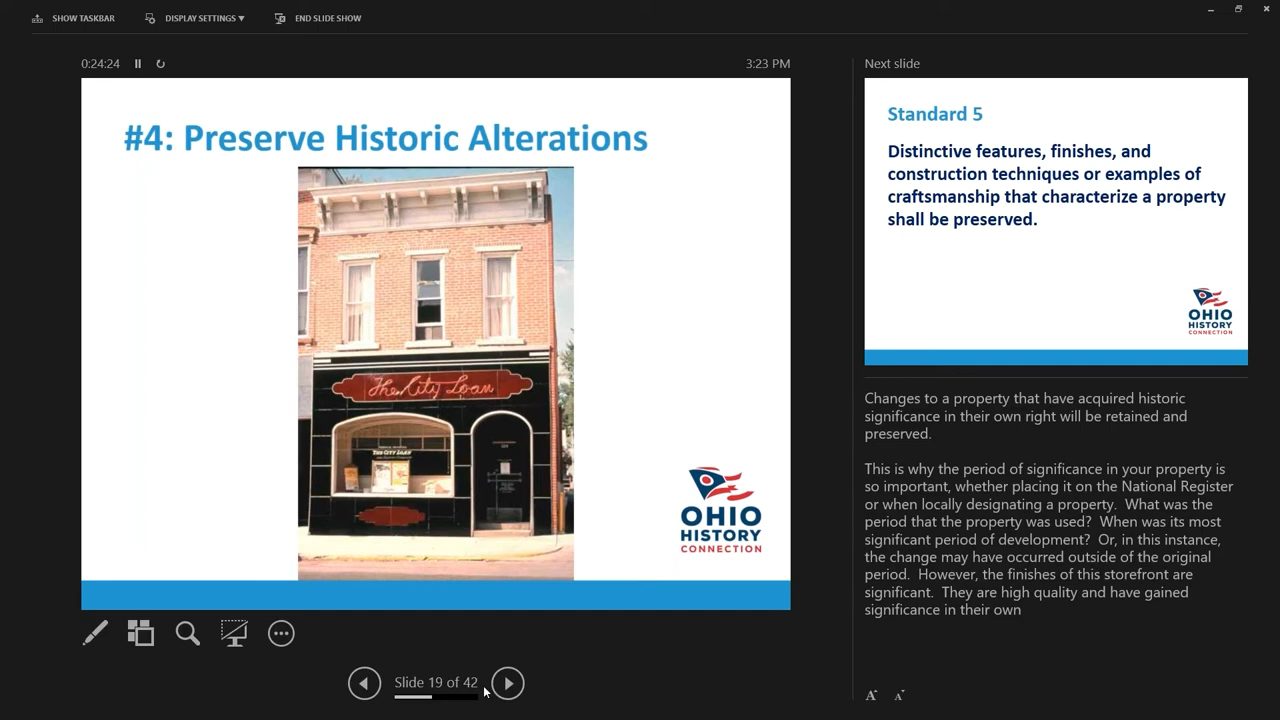 SHOW TASKBAR
DISPLAY SETTINGS ▼
END SLIDE SHOW
0:24:24
3:23 PM
#4: Preserve Historic Alterations
The City Loan
THE CITY LOAN
OHIO
HISTORY
CONNECTION
Slide 19 of 42
Next slide
Standard 5
Distinctive features, finishes, and
construction techniques or examples of
craftsmanship that characterize a property
shall be preserved.
OHIO
HISTORY
CONNECTION
Changes to a property that have acquired historic
significance in their own right will be retained and
preserved.
This is why the period of significance in your property is
so important, whether placing it on the National Register
or when locally designating a property.  What was the
period that the property was used?  When was its most
significant period of development?  Or, in this instance,
the change may have occurred outside of the original
period.  However, the finishes of this storefront are
significant.  They are high quality and have gained
significance in their own
A A